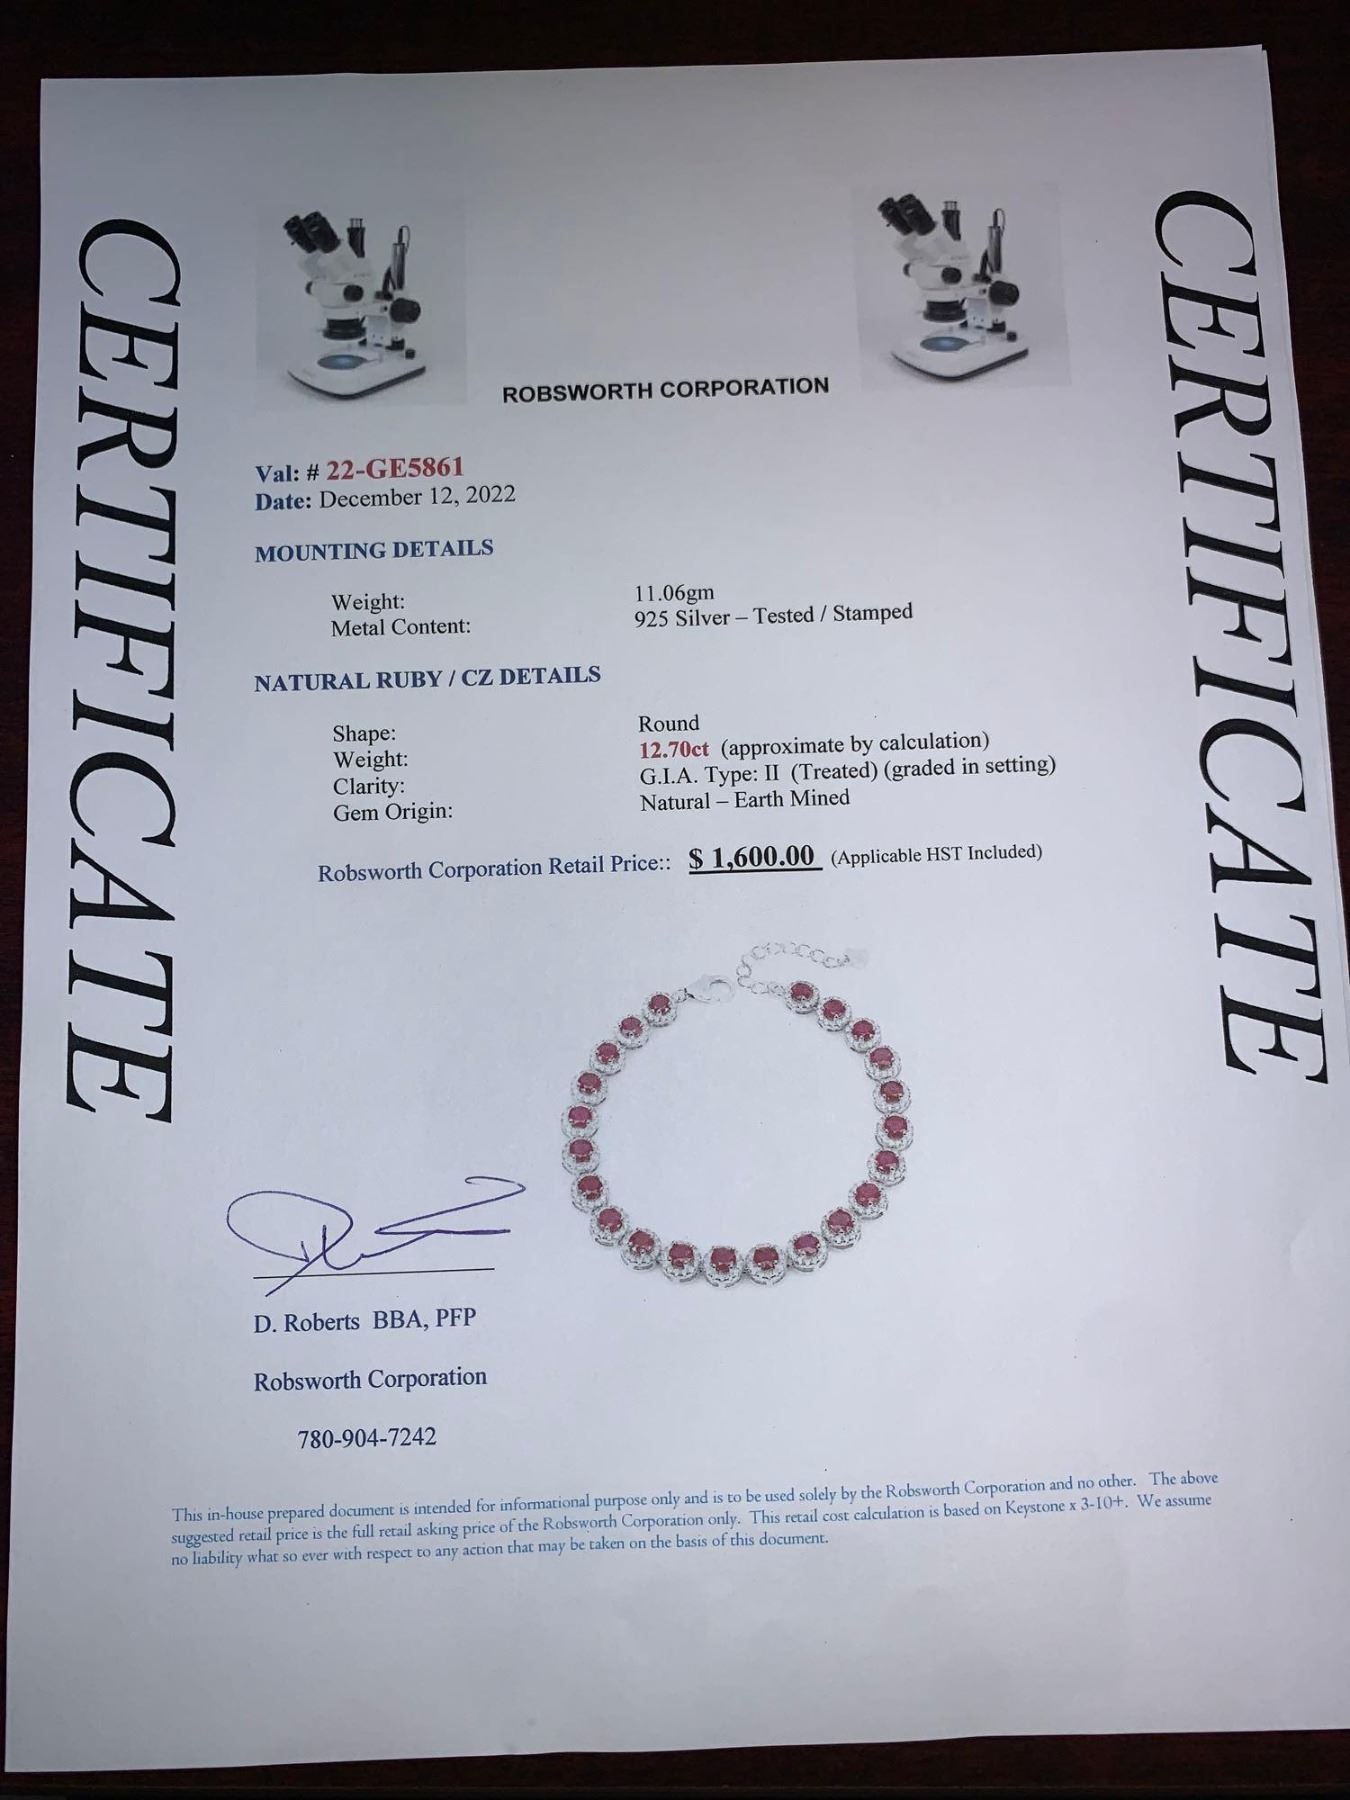 CERTIFICATE
CERTIFICATE
ROBSWORTH CORPORATION
Val: # 22-GE5861
Date: December 12, 2022
MOUNTING DETAILS
Weight: 11.06gm
Metal Content: 925 Silver – Tested / Stamped
NATURAL RUBY / CZ DETAILS
Shape: Round
Weight: 12.70ct (approximate by calculation)
Clarity: G.I.A. Type: II (Treated) (graded in setting)
Gem Origin: Natural – Earth Mined
Robsworth Corporation Retail Price:: $ 1,600.00 (Applicable HST Included)
D. Roberts BBA, PFP
Robsworth Corporation
780-904-7242
This in-house prepared document is intended for informational purpose only and is to be used solely by the Robsworth Corporation and no other. The above
suggested retail price is the full retail asking price of the Robsworth Corporation only. This retail cost calculation is based on Keystone x 3-10+. We assume
no liability what so ever with respect to any action that may be taken on the basis of this document.